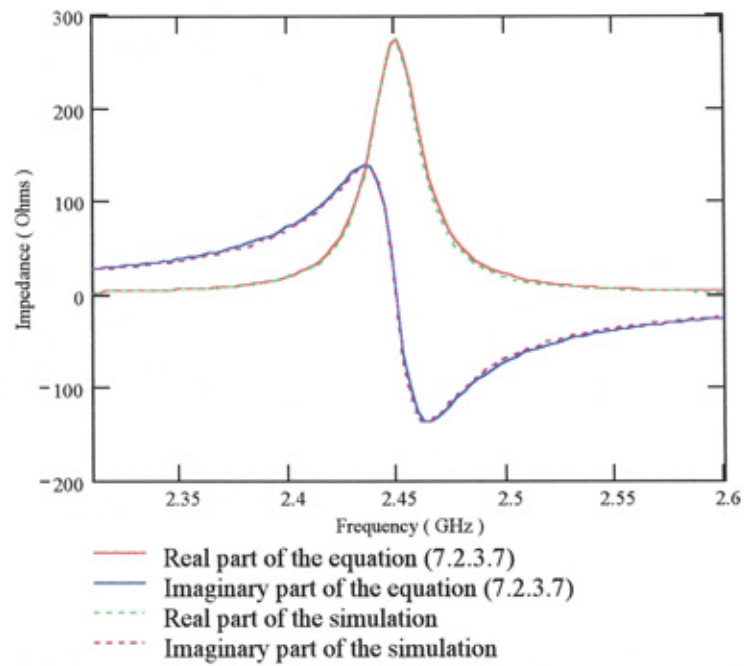 300
200
100
0
−100
−200
Impedance ( Ohms)
2.35
2.4
2.45
2.5
2.55
2.6
Frequency ( GHz )
Real part of the equation (7.2.3.7)
Imaginary part of the equation (7.2.3.7)
Real part of the simulation
Imaginary part of the simulation